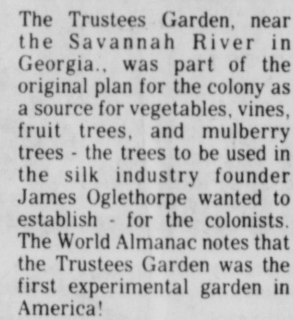 The Trustees Garden, near
the Savannah River in
Georgia., was part of the
original plan for the colony as
a source for vegetables, vines,
fruit trees, and mulberry
trees - the trees to be used in
the silk industry founder
James Oglethorpe wanted to
establish - for the colonists.
The World Almanac notes that
the Trustees Garden was the
first experimental garden in
America!